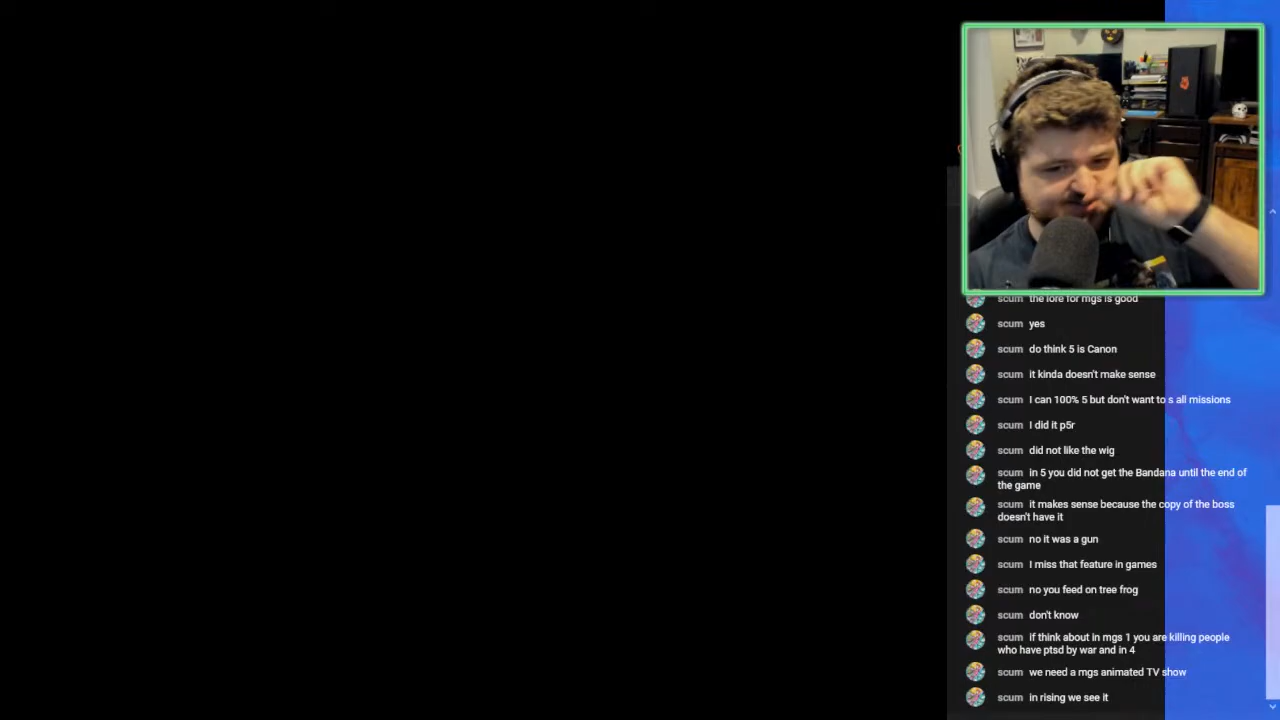 scum the lore for mgs is good
scum yes
scum do think 5 is Canon
scum it kinda doesn't make sense
scum I can 100% 5 but don't want to s all missions
scum I did it p5r
scum did not like the wig
scum in 5 you did not get the Bandana until the end of
the game
scum it makes sense because the copy of the boss
doesn't have it
scum no it was a gun
scum I miss that feature in games
scum no you feed on tree frog
scum don't know
scum if think about in mgs 1 you are killing people
who have ptsd by war and in 4
scum we need a mgs animated TV show
scum in rising we see it